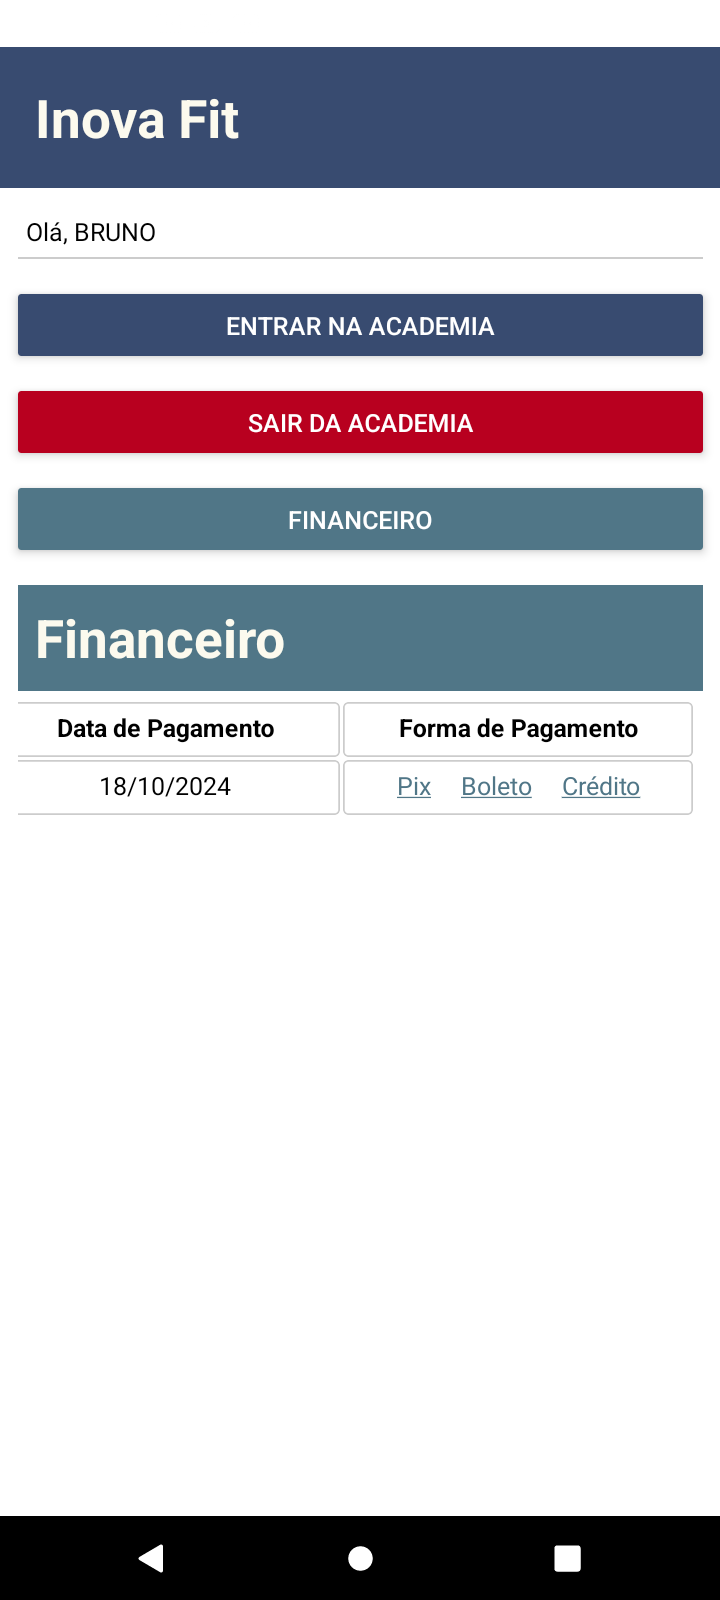 Inova Fit
Olá, BRUNO
ENTRAR NA ACADEMIA
SAIR DA ACADEMIA
FINANCEIRO
Financeiro
Data de Pagamento Forma de Pagamento
18/10/2024 Pix Boleto Crédito